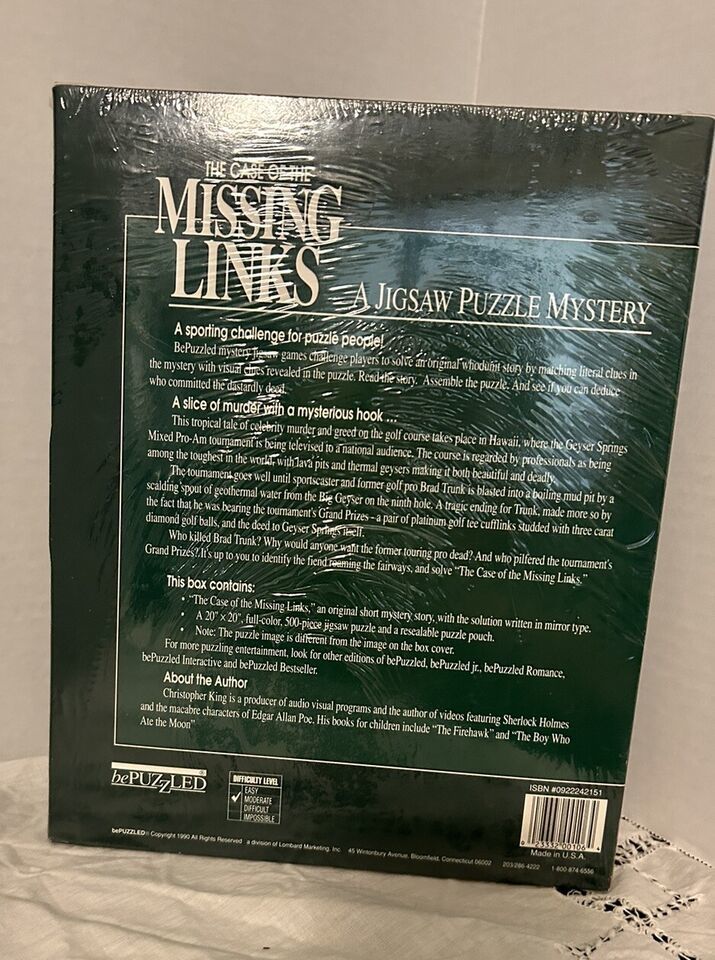 THE CASE OF THE
MISSING
LINKS
A JIGSAW PUZZLE MYSTERY
A sporting challenge for puzzle people!
BePuzzled mystery jigsaw games challenge players to solve an original whodunit story by matching literal clues in
the mystery with visual clues revealed in the puzzle. Read the story. Assemble the puzzle. And see if you can deduce
who committed the dastardly deed.
A slice of murder with a mysterious hook ...
This tropical tale of celebrity murder and greed on the golf course takes place in Hawaii, where the Geyser Springs
Mixed Pro-Am tournament is being televised to a national audience. The course is regarded by professionals as being
among the toughest in the world, with lava pits and thermal geysers making it both beautiful and deadly.
The tournament goes well until sportscaster and former golf pro Brad Trunk is blasted into a boiling mud pit by a
scalding spout of geothermal water from the Big Geyser on the ninth hole. A tragic ending for Trunk, made more so by
the fact that he was bearing the tournament's Grand Prizes - a pair of platinum golf tee cufflinks studded with three carat
diamond golf balls, and the deed to Geyser Springs itself.
Who killed Brad Trunk? Why would anyone want the former touring pro dead? And who pilfered the tournament's
Grand Prizes? It's up to you to identify the fiend roaming the fairways, and solve "The Case of the Missing Links."
This box contains:
• "The Case of the Missing Links," an original short mystery story, with the solution written in mirror type.
A 20" x 20", full-color, 500-piece jigsaw puzzle and a resealable puzzle pouch.
• Note: The puzzle image is different from the image on the box cover.
For more puzzling entertainment, look for other editions of bePuzzled, bePuzzled jr., bePuzzled Romance,
bePuzzled Interactive and bePuzzled Bestseller.
About the Author
Christopher King is a producer of audio visual programs and the author of videos featuring Sherlock Holmes
and the macabre characters of Edgar Allan Poe. His books for children include "The Firehawk" and "The Boy Who
Ate the Moon"
bePUZZLED®
DIFFICULTY LEVEL
EASY
✓ MODERATE
DIFFICULT
IMPOSSIBLE
ISBN #0922242151
0 23332 00106 4
Made in U.S.A.
bePUZZLED® Copyright 1990 All Rights Reserved a division of Lombard Marketing, Inc. 45 Wintonbury Avenue, Bloomfield, Connecticut 06002 203/286-4222 1-800-874-6556